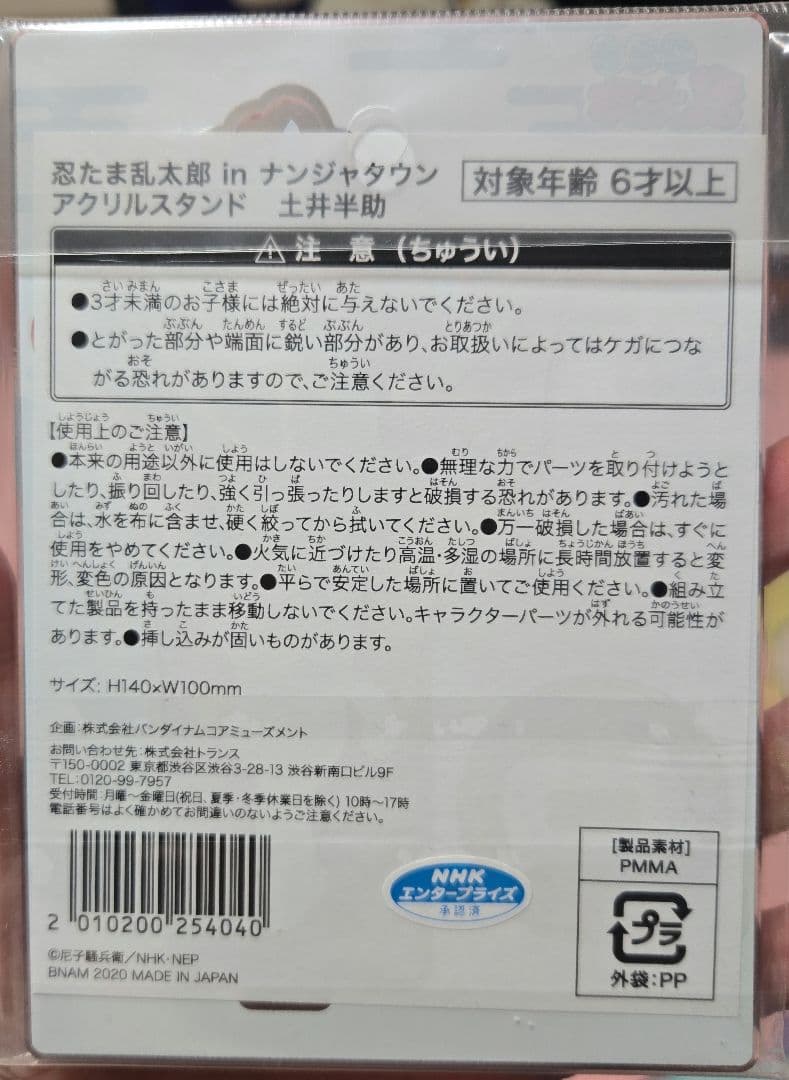 忍たま乱太郎 in ナンジャタウン
アクリルスタンド　土井半助
対象年齢 6才以上
⚠注　意（ちゅうい）
●3才未満のお子様には絶対に与えないでください。
●とがった部分や端面に鋭い部分があり、お取扱いによってはケガにつな
がる恐れがありますので、ご注意ください。
【使用上のご注意】
●本来の用途以外に使用はしないでください。●無理な力でパーツを取り付けようと
したり、振り回したり、強く引っ張ったりしますと破損する恐れがあります。●汚れた場
合は、水を布に含ませ、硬く絞ってから拭いてください。●万一破損した場合は、すぐに
使用をやめてください。●火気に近づけたり高温・多湿の場所に長時間放置すると変
形、変色の原因となります。●平らで安定した場所に置いてご使用ください。●組み立
てた製品を持ったまま移動しないでください。キャラクターパーツが外れる可能性が
あります。●挿し込みが固いものがあります。
サイズ: H140×W100mm
企画：株式会社バンダイナムコアミューズメント
お問い合わせ先：株式会社トランス
〒150-0002 東京都渋谷区渋谷3-28-13 渋谷新南口ビル9F
TEL：0120-99-7957
受付時間：月曜～金曜日(祝日、夏季・冬季休業日を除く) 10時～17時
電話番号はよく確かめてお間違いのないようご注意ください。
2 010200 254040
©尼子騒兵衛／NHK・NEP
BNAM 2020 MADE IN JAPAN
NHK
エンタープライズ
承認済
[製品素材]
PMMA
プラ
外袋：PP